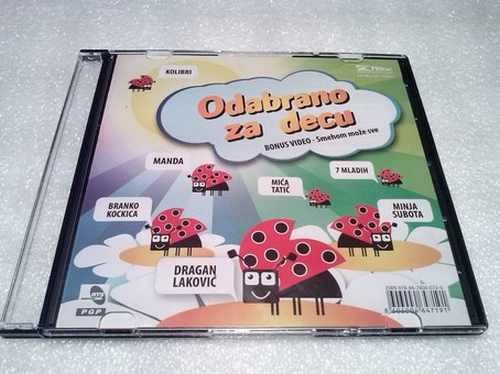 KOLIBRI
Odabrano
za decu
BONUS VIDEO - Smehom može sve
MANDA
MIĆA
TATIĆ
7 MLADIH
BRANKO
KOCKICA
MINJA
SUBOTA
DRAGAN
LAKOVIĆ
PGP